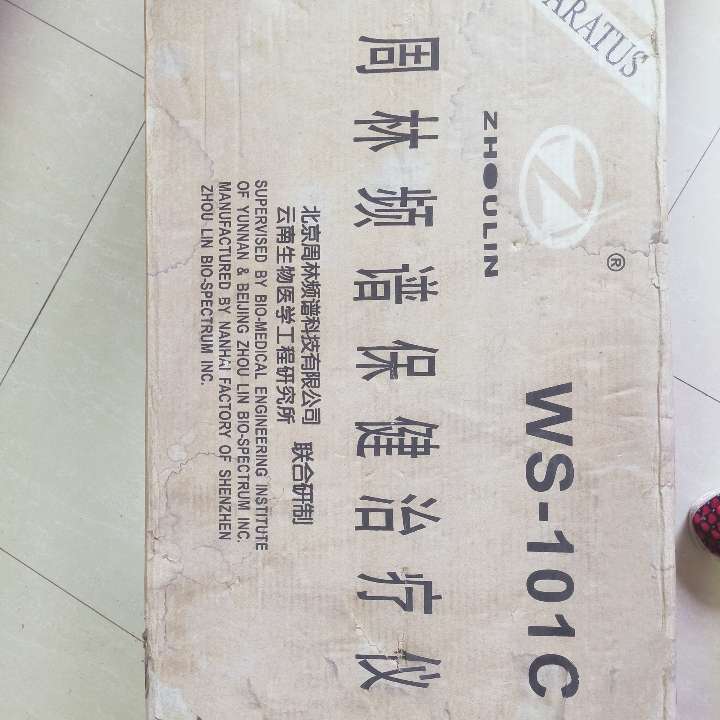 ARATUS
ZHOULIN
®
WS-101C
周林频谱保健治疗仪
北京周林频谱科技有限公司
云南生物医学工程研究所
联合研制
SUPERVISED BY BIO-MEDICAL ENGINEERING INSTITUTE
OF YUNNAN & BEIJING ZHOU LIN BIO-SPECTRUM INC.
MANUFACTURED BY NANHAI FACTORY OF SHENZHEN
ZHOU LIN BIO-SPECTRUM INC.